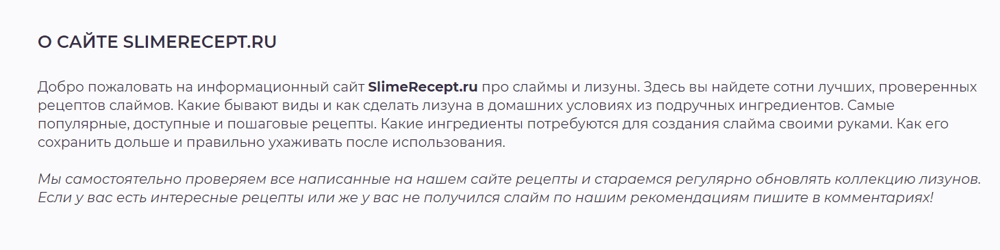 О САЙТЕ SLIMERECEPT.RU
Добро пожаловать на информационный сайт SlimeRecept.ru про слаймы и лизуны. Здесь вы найдете сотни лучших, проверенных
рецептов слаймов. Какие бывают виды и как сделать лизуна в домашних условиях из подручных ингредиентов. Самые
популярные, доступные и пошаговые рецепты. Какие ингредиенты потребуются для создания слайма своими руками. Как его
сохранить дольше и правильно ухаживать после использования.
Мы самостоятельно проверяем все написанные на нашем сайте рецепты и стараемся регулярно обновлять коллекцию лизунов.
Если у вас есть интересные рецепты или же у вас не получился слайм по нашим рекомендациям пишите в комментариях!